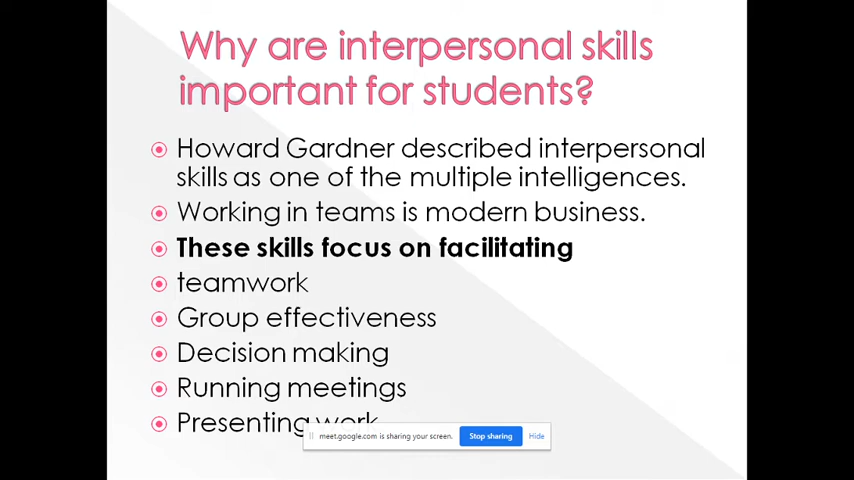 Why are interpersonal skills
important for students?
Howard Gardner described interpersonal
skills as one of the multiple intelligences.
Working in teams is modern business.
These skills focus on facilitating
teamwork
Group effectiveness
Decision making
Running meetings
Presenting work
meet.google.com is sharing your screen. Stop sharing Hide